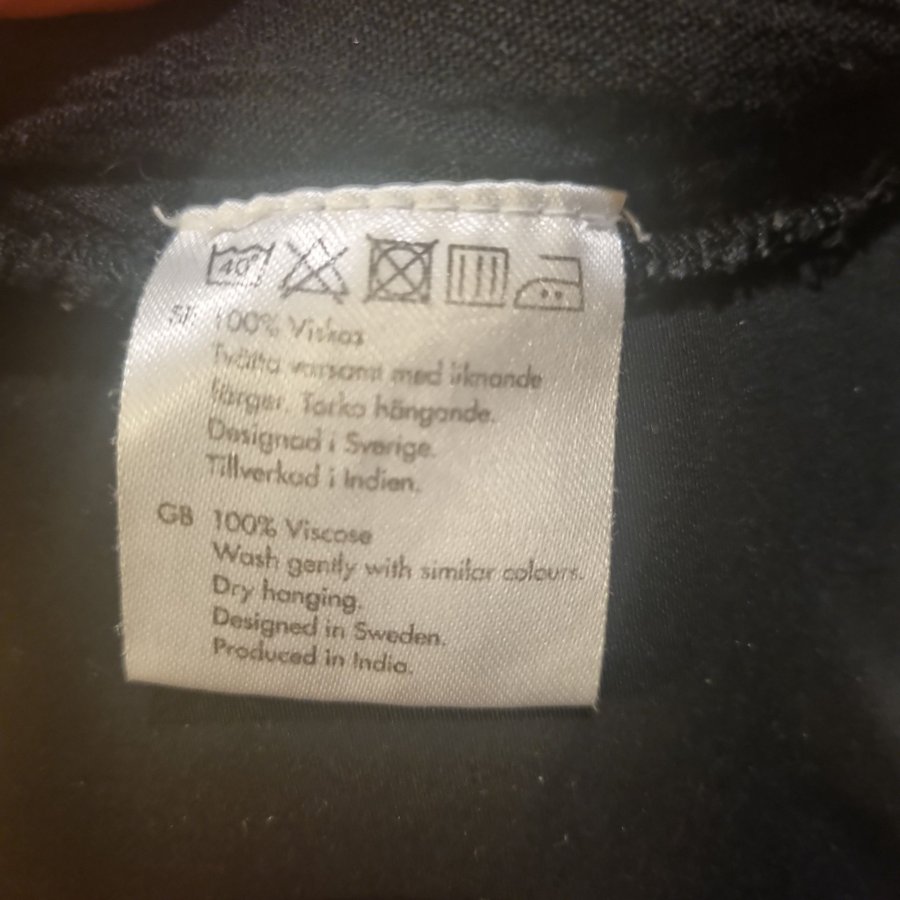 40°
SE 100% Viskos
Tvätta varsamt med liknande
färger. Torka hängande.
Designad i Sverige.
Tillverkad i Indien.
GB 100% Viscose
Wash gently with similar colours.
Dry hanging.
Designed in Sweden.
Produced in India.